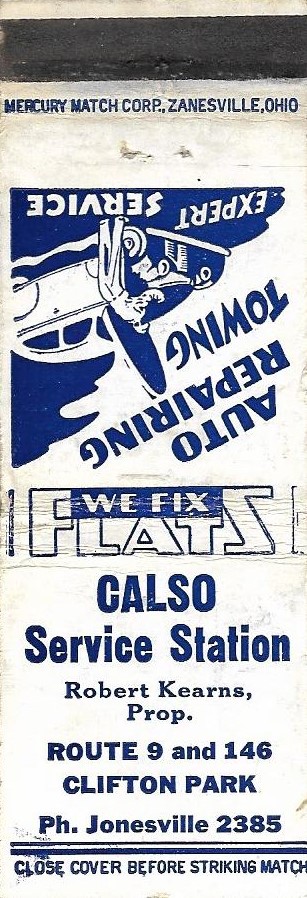 MERCURY MATCH CORP., ZANESVILLE, OHIO
AUTO
REPAIRING
TOWING
EXPERT SERVICE
WE FIX
FLATS
CALSO
Service Station
Robert Kearns,
Prop.
ROUTE 9 and 146
CLIFTON PARK
Ph. Jonesville 2385
CLOSE COVER BEFORE STRIKING MATCH